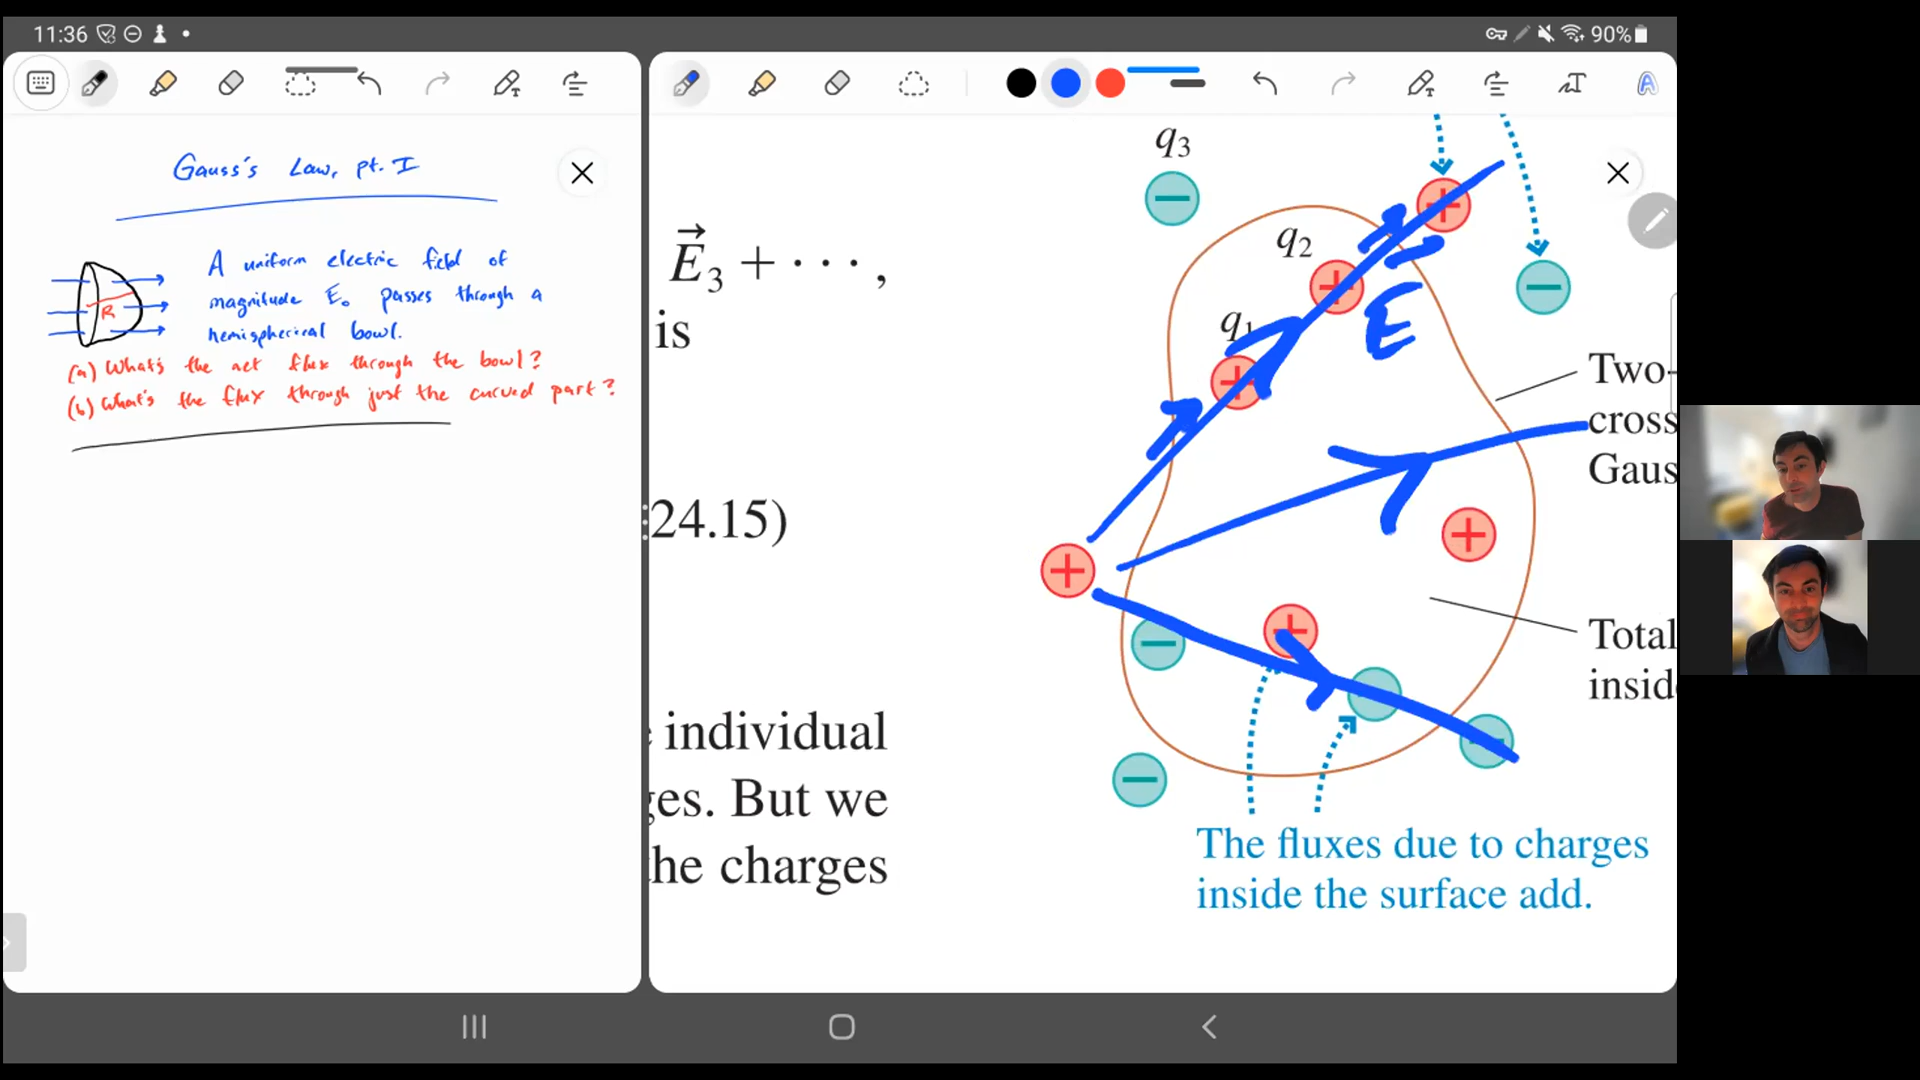 11:36
90%
Gauss's Law, pt. I
A uniform electric field of
magnitude E₀ passes through a
hemispherical bowl.
R
(a) What's the net flux through the bowl?
(b) What's the flux through just the curved part?
E⃗₃ + · · · ,
is
24.15)
individual
ges. But we
the charges
q₃
q₂
q₁
E
Two-
cross
Gaus
Total
insid
The fluxes due to charges
inside the surface add.